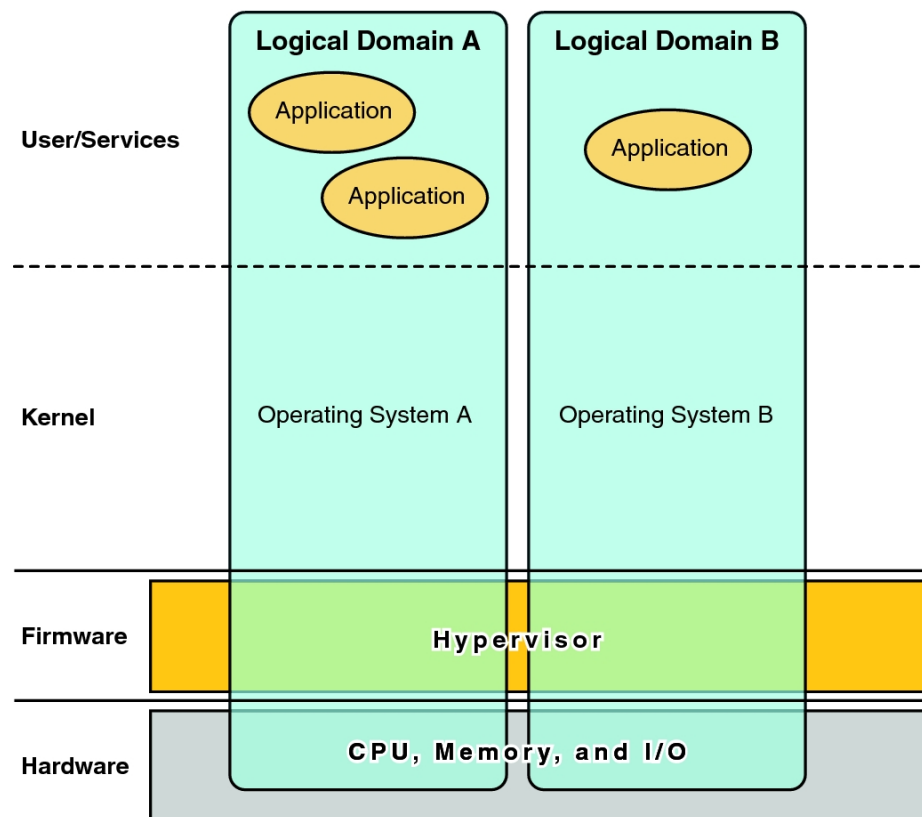 Logical Domain A
Logical Domain B
Application
Application
Application
User/Services
Kernel
Operating System A
Operating System B
Firmware
Hypervisor
Hardware
CPU, Memory, and I/O